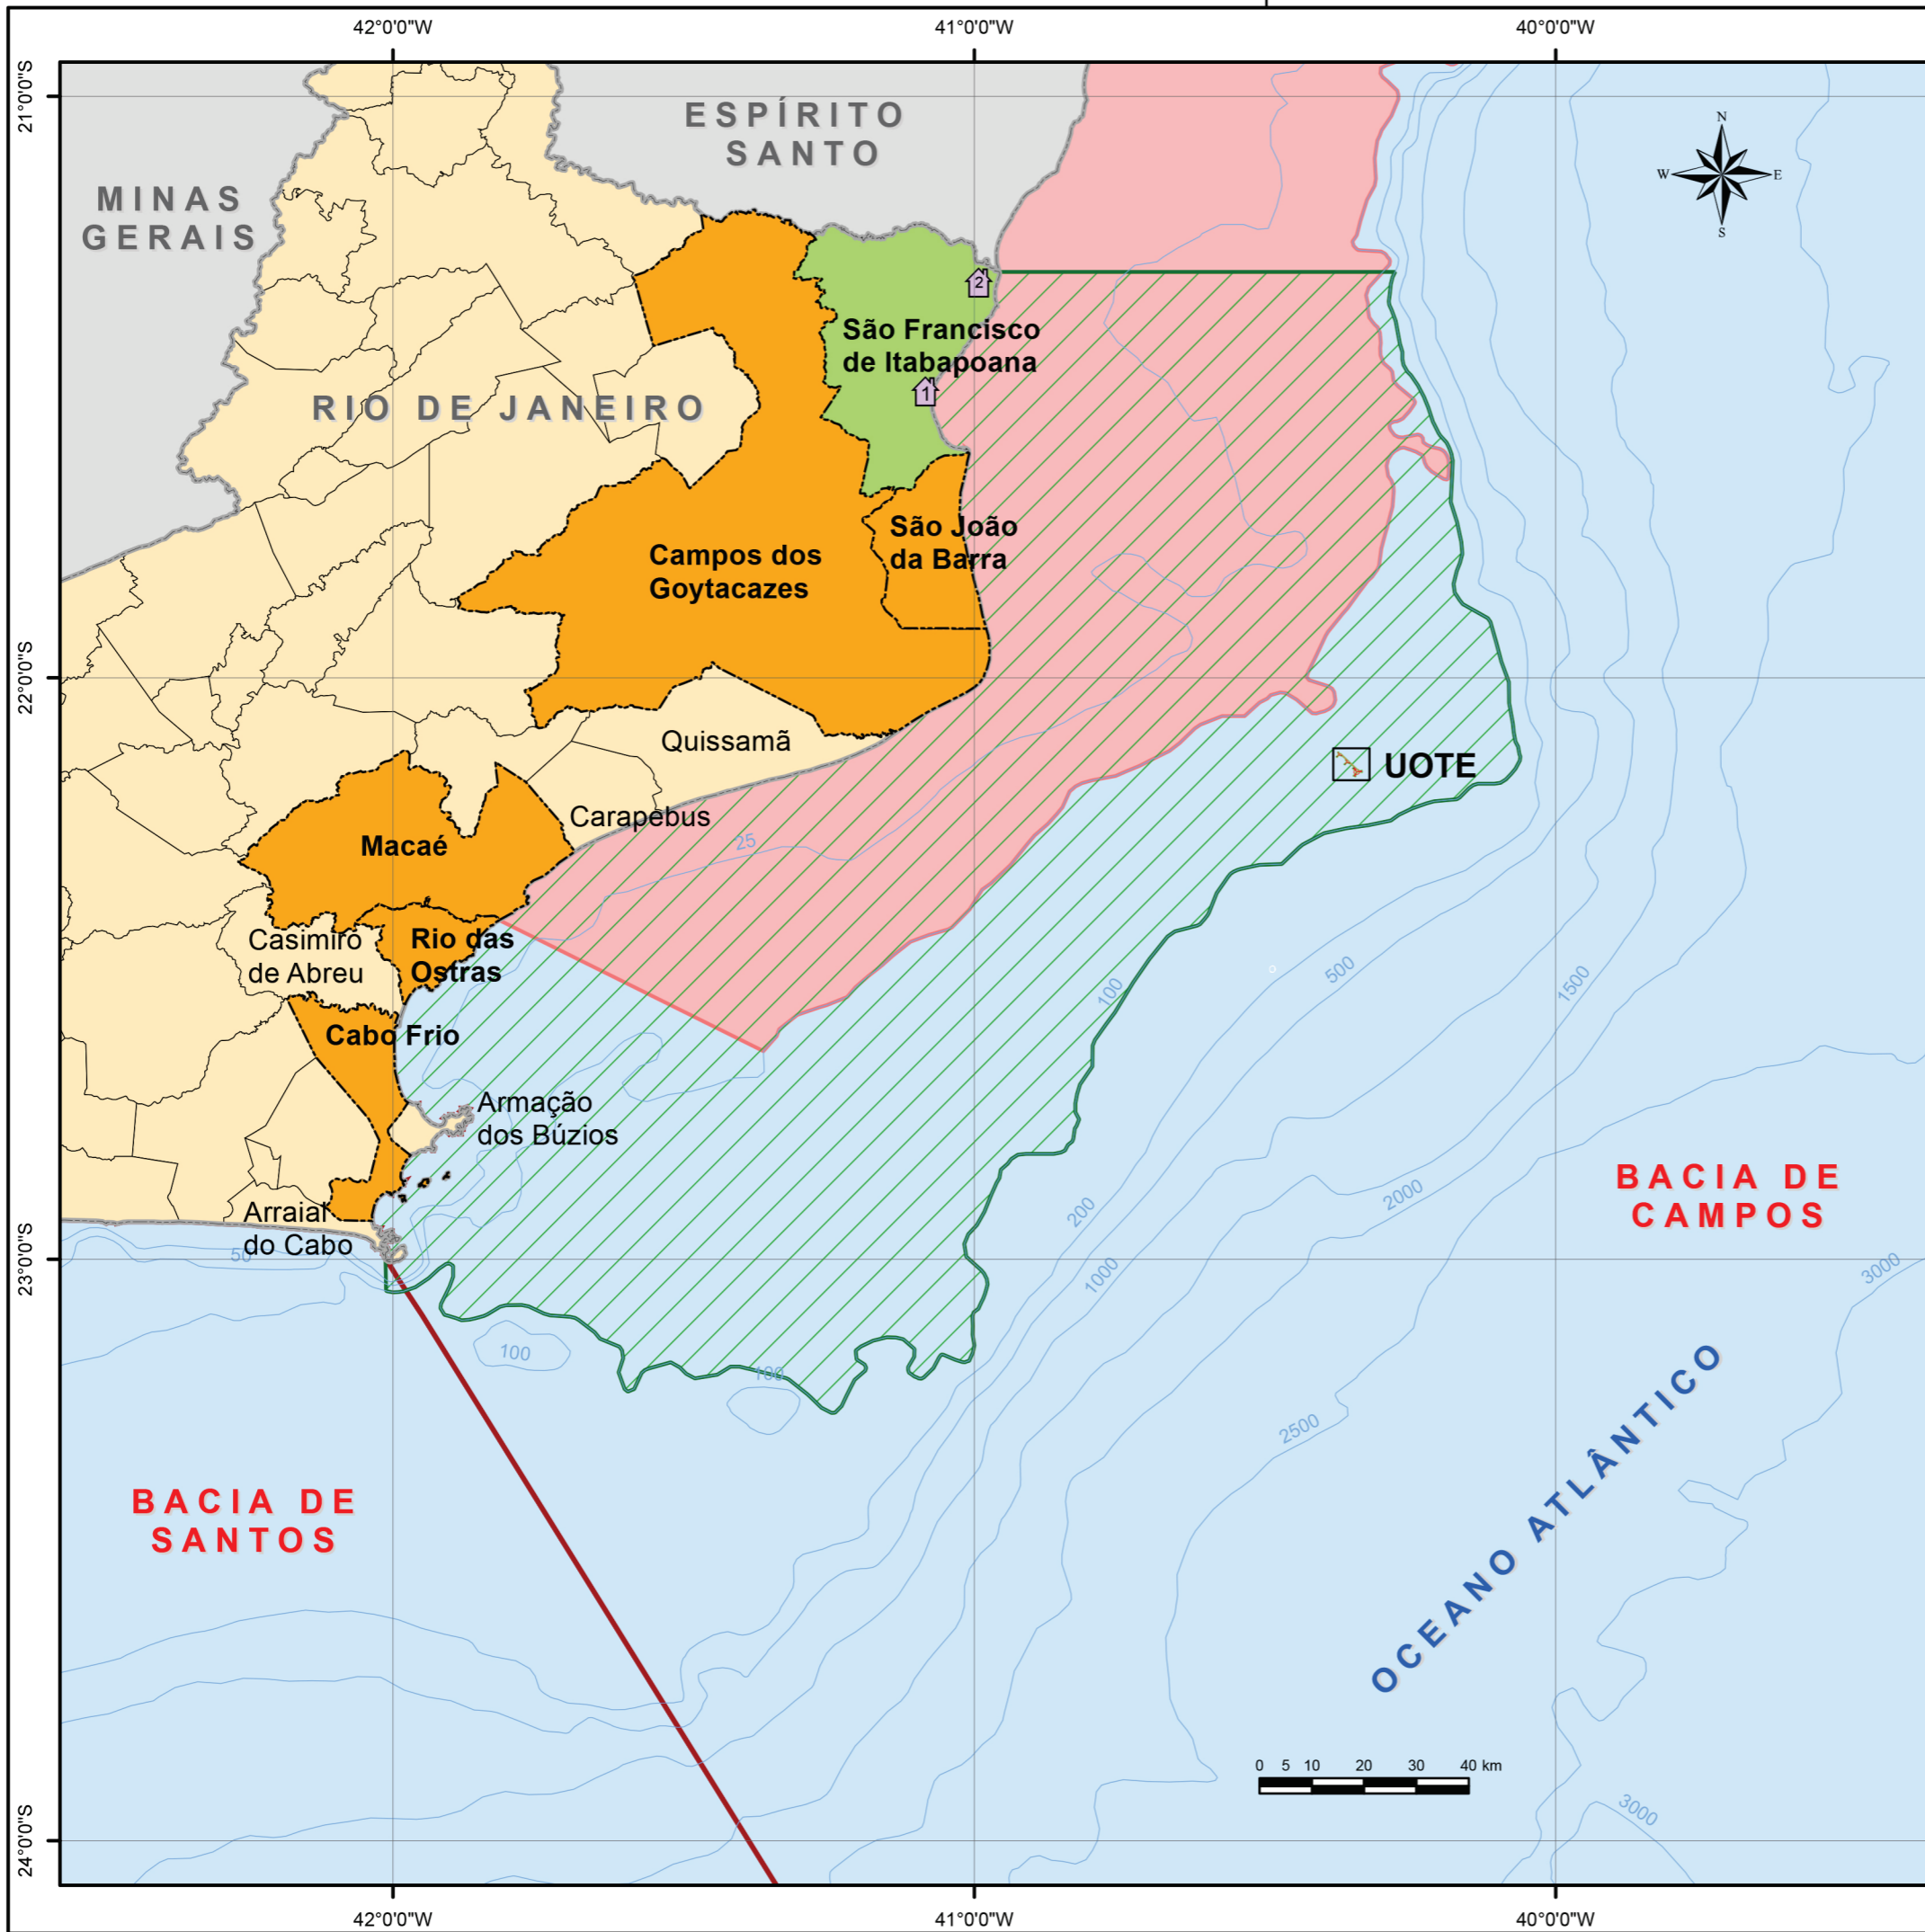 42°0'0"W
41°0'0"W
40°0'0"W
21°0'0"S
22°0'0"S
23°0'0"S
24°0'0"S
ESPÍRITO
SANTO
MINAS
GERAIS
N
W
E
S
2
São Francisco
de Itabapoana
1
RIO DE JANEIRO
São João
da Barra
Campos dos
Goytacazes
Quissamã
UOTE
Carapebus
25
Macaé
Casimiro
de Abreu
Rio das
Ostras
100
500
1500
Cabo Frio
Armação
dos Búzios
BACIA DE
CAMPOS
2000
200
1000
3000
Arraial
do Cabo
50
100
100
2500
OCEANO ATLÂNTICO
BACIA DE
SANTOS
0 5 10 20 30 40 km
3000
42°0'0"W
41°0'0"W
40°0'0"W